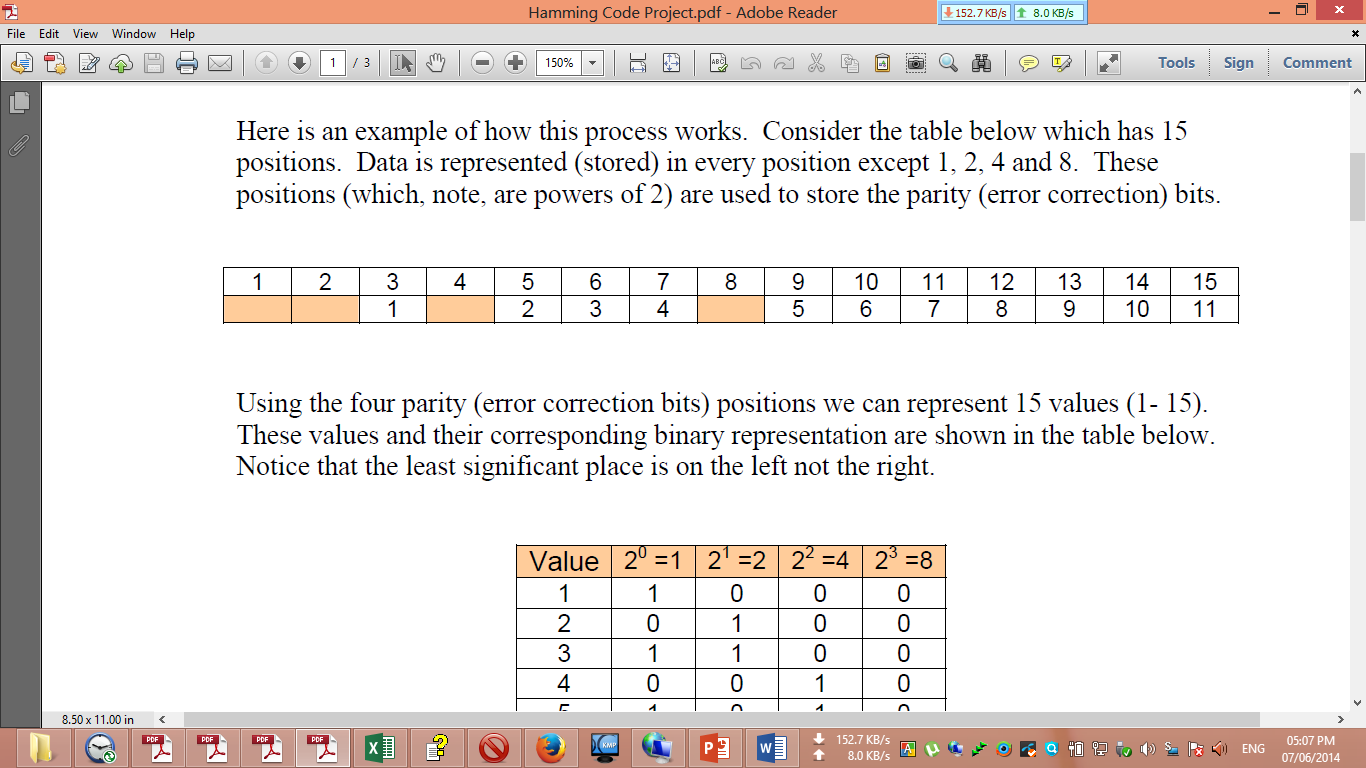 Hamming Code Project.pdf - Adobe Reader
152.7 KB/s 8.0 KB/s
File Edit View Window Help
1 / 3 150% Tools Sign Comment
Here is an example of how this process works. Consider the table below which has 15
positions. Data is represented (stored) in every position except 1, 2, 4 and 8. These
positions (which, note, are powers of 2) are used to store the parity (error correction) bits.
1 2 3 4 5 6 7 8 9 10 11 12 13 14 15
1 2 3 4 5 6 7 8 9 10 11
Using the four parity (error correction bits) positions we can represent 15 values (1- 15).
These values and their corresponding binary representation are shown in the table below.
Notice that the least significant place is on the left not the right.
Value 2⁰ =1 2¹ =2 2² =4 2³ =8
1 1 0 0 0
2 0 1 0 0
3 1 1 0 0
4 0 0 1 0
5 1 0 1 0
8.50 x 11.00 in
152.7 KB/s
8.0 KB/s
ENG
05:07 PM
07/06/2014